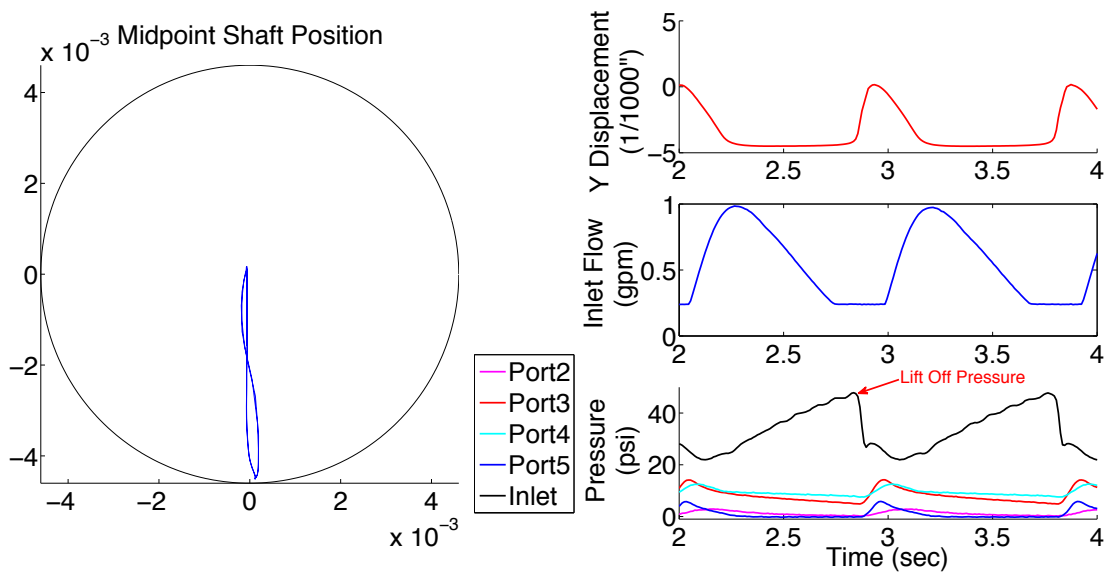 x 10⁻³ Midpoint Shaft Position
4
2
0
−2
−4
−4 −2 0 2 4
x 10⁻³
Port2
Port3
Port4
Port5
Inlet
Y Displacement
(1/1000")
5
0
−5
2 2.5 3 3.5 4
Inlet Flow
(gpm)
1
0.5
0
2 2.5 3 3.5 4
Lift Off Pressure
Pressure
(psi)
40
20
0
2 2.5 3 3.5 4
Time (sec)